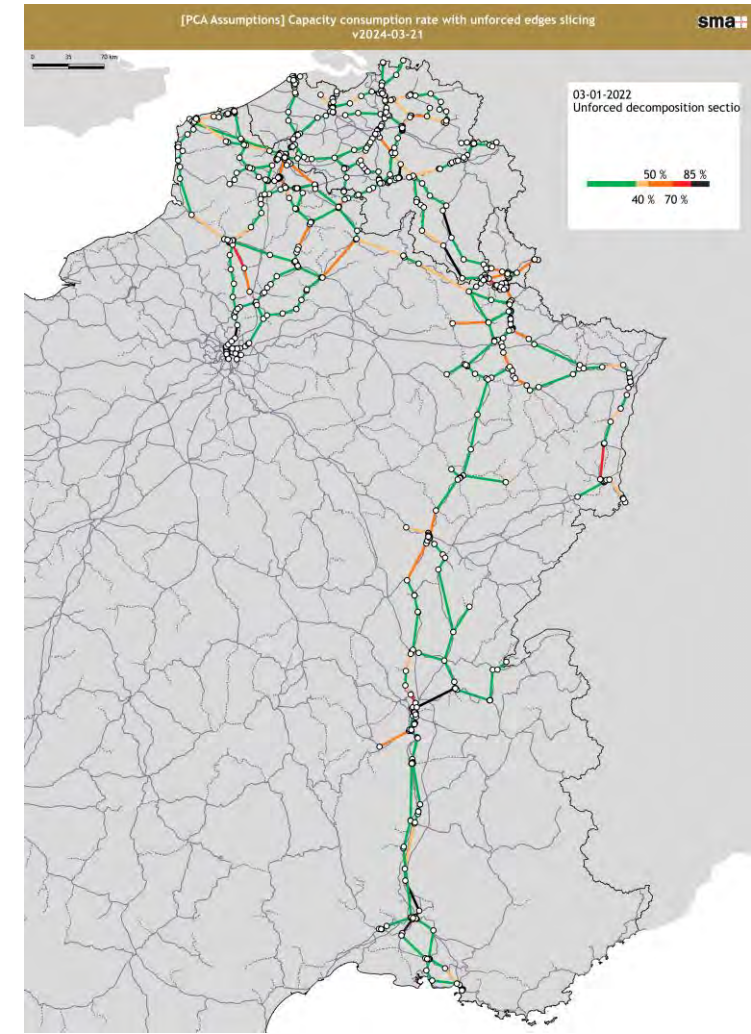 [PCA Assumptions] Capacity consumption rate with unforced edges slicing
v2024-03-21
sma
0 35 70 km
03-01-2022
Unforced decomposition sectio
50 % 85 %
40 % 70 %